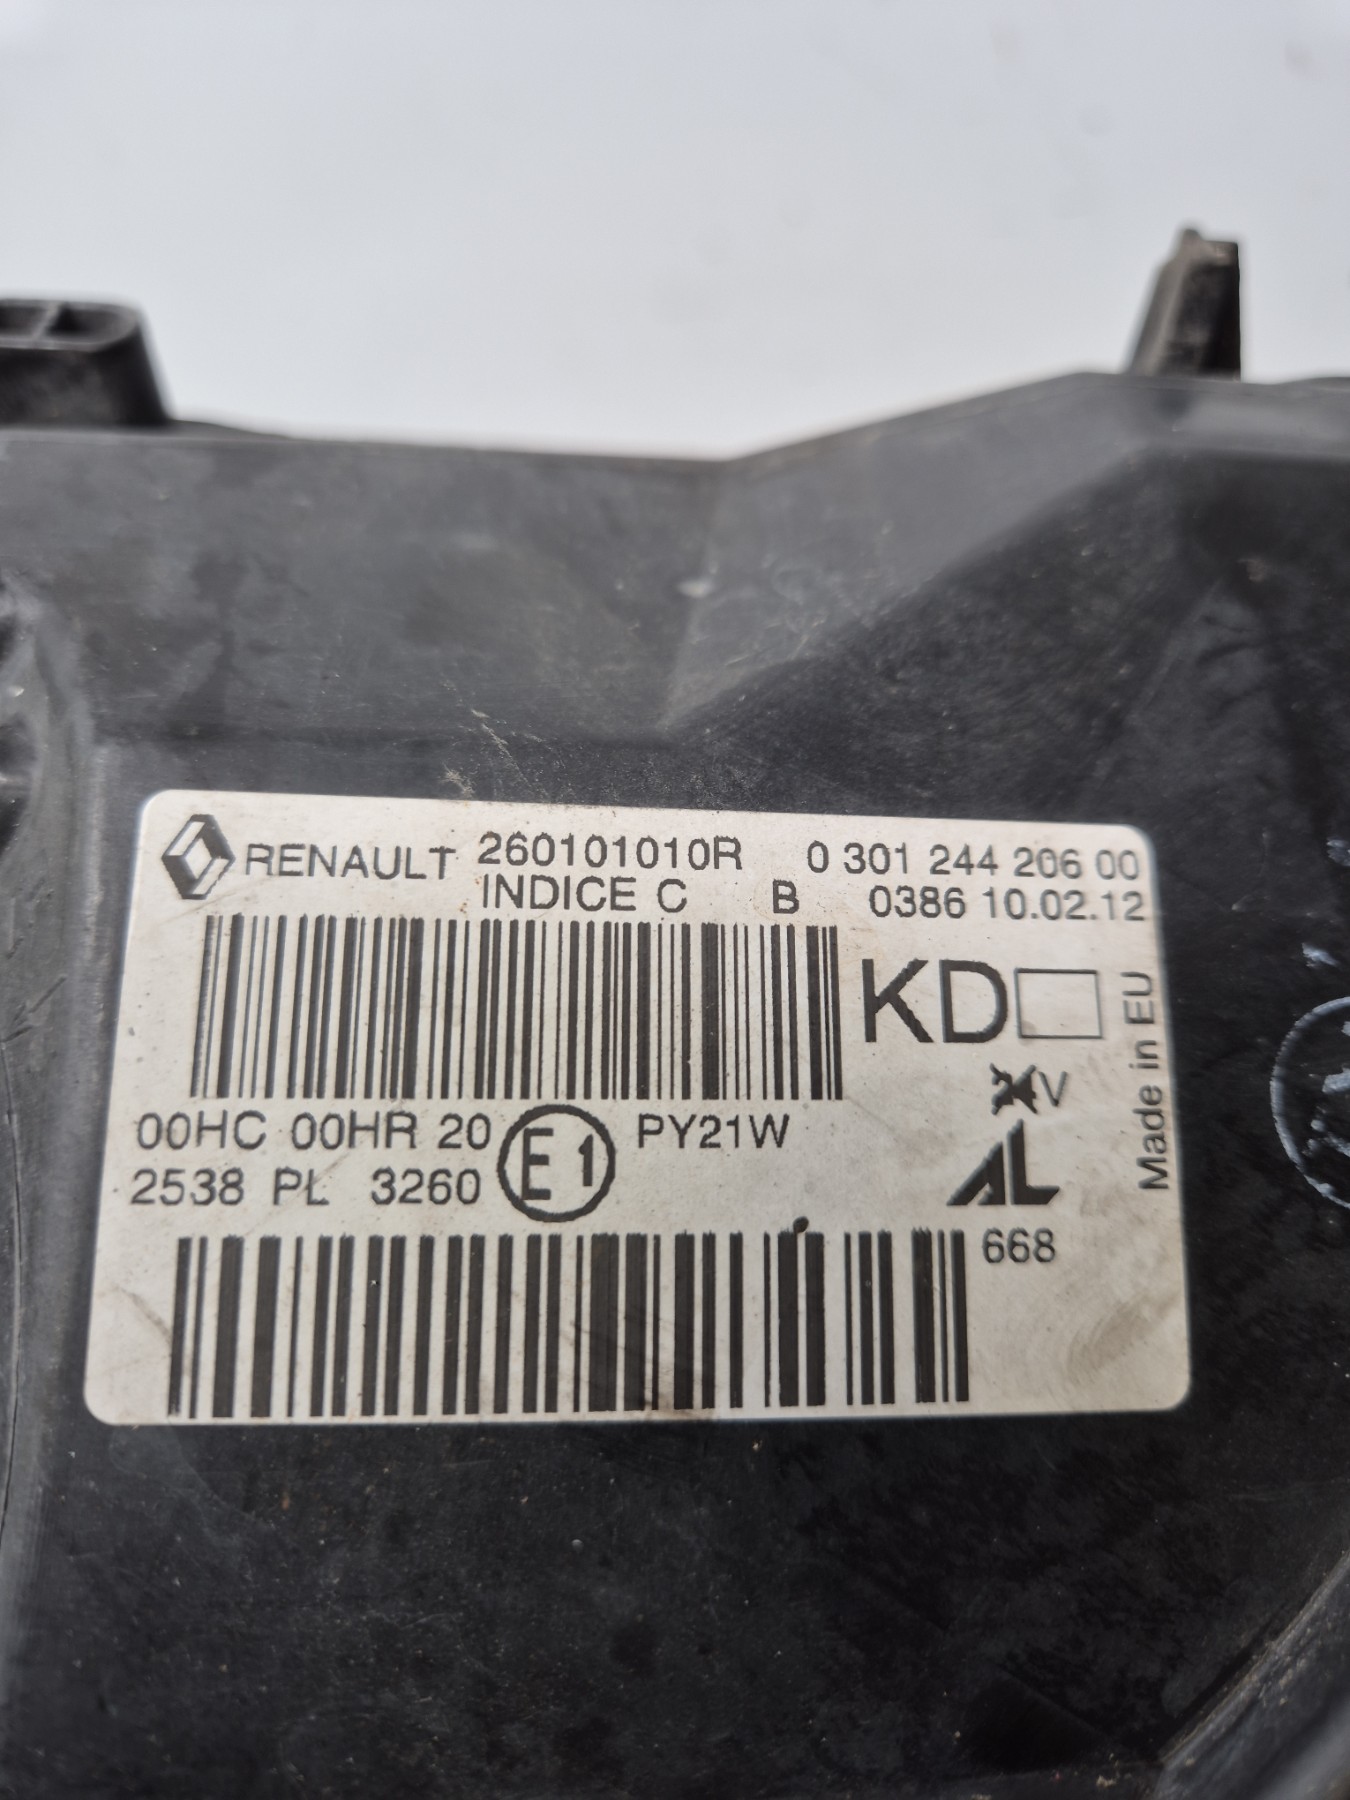 RENAULT 260101010R 0 301 244 206 00
INDICE C B 0386 10.02.12
KD
V
Made in EU
00HC 00HR 20 E1 PY21W
2538 PL 3260
AL
668